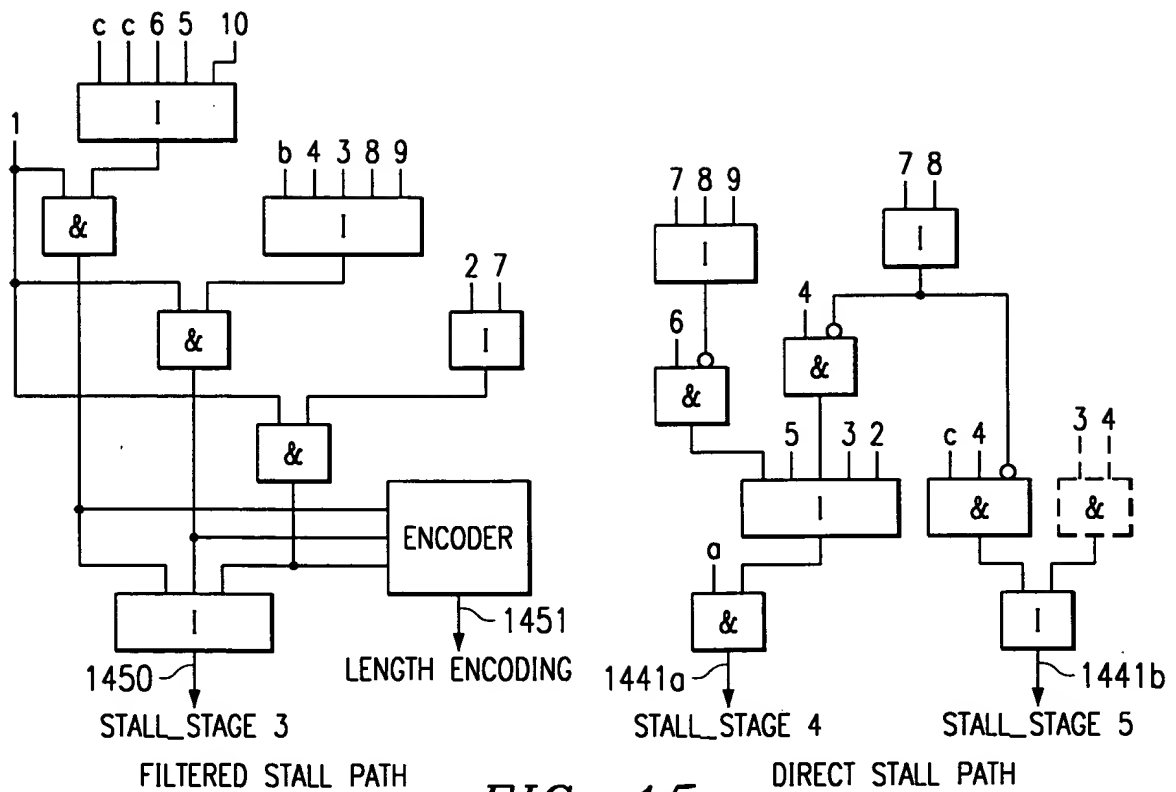 c c 6 5 10
I
1
b 4 3 8 9
I
&
2 7
I
&
&
ENCODER
I
1451
LENGTH ENCODING
1450
STALL_STAGE 3
FILTERED STALL PATH
7 8
I
7 8 9
I
4
&
6
&
5 3 2
I
c 4
&
3 4
&
a
&
I
1441a
1441b
STALL_STAGE 4
STALL_STAGE 5
DIRECT STALL PATH